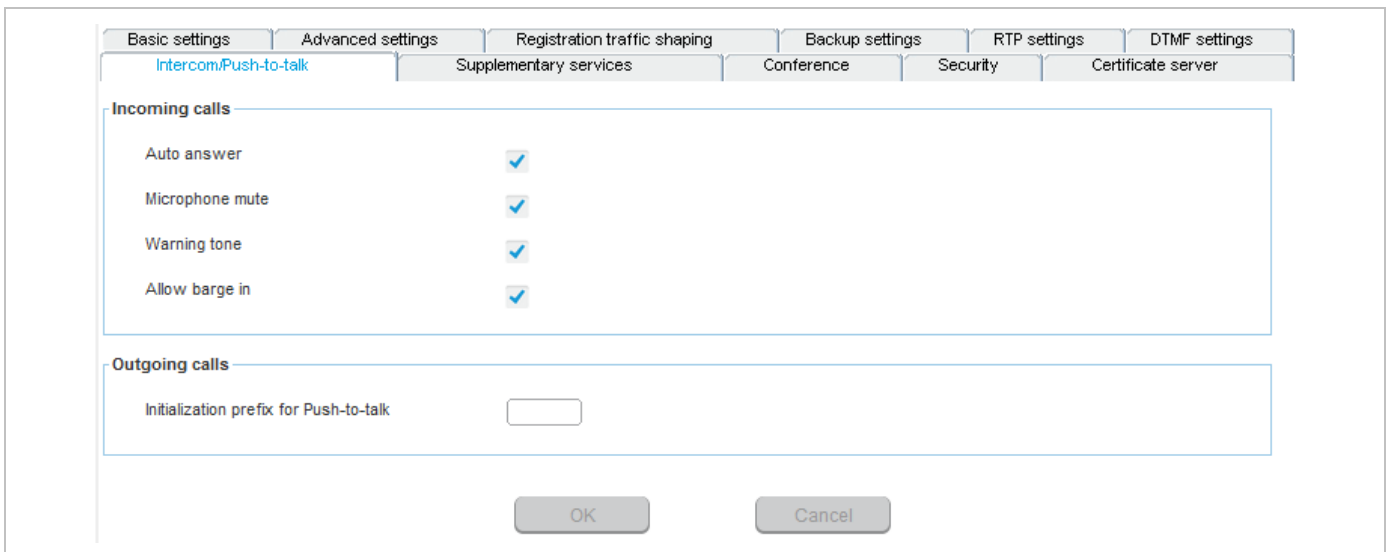 Basic settings Advanced settings Registration traffic shaping Backup settings RTP settings DTMF settings
Intercom/Push-to-talk Supplementary services Conference Security Certificate server
Incoming calls
Auto answer
Microphone mute
Warning tone
Allow barge in
Outgoing calls
Initialization prefix for Push-to-talk
OK Cancel